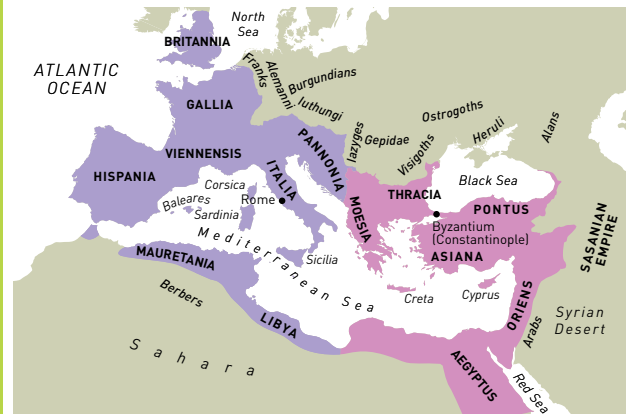 North
Sea
BRITANNIA
ATLANTIC
OCEAN
Franks
Alemanni
Burgundians
Iuthungi
GALLIA
Ostrogoths
Heruli
Alans
Iazyges
Gepidae
Visigoths
PANNONIA
VIENNENSIS
HISPANIA
ITALIA
Corsica
Baleares
Rome
Sardinia
Black Sea
THRACIA
MOESIA
PONTUS
Byzantium
(Constantinople)
ASIANA
SASANIAN
EMPIRE
Mediterranean Sea
MAURETANIA
Sicilia
Creta
Cyprus
Berbers
LIBYA
ORIENS
Arabs
Syrian
Desert
Sahara
AEGYPTUS
Red Sea